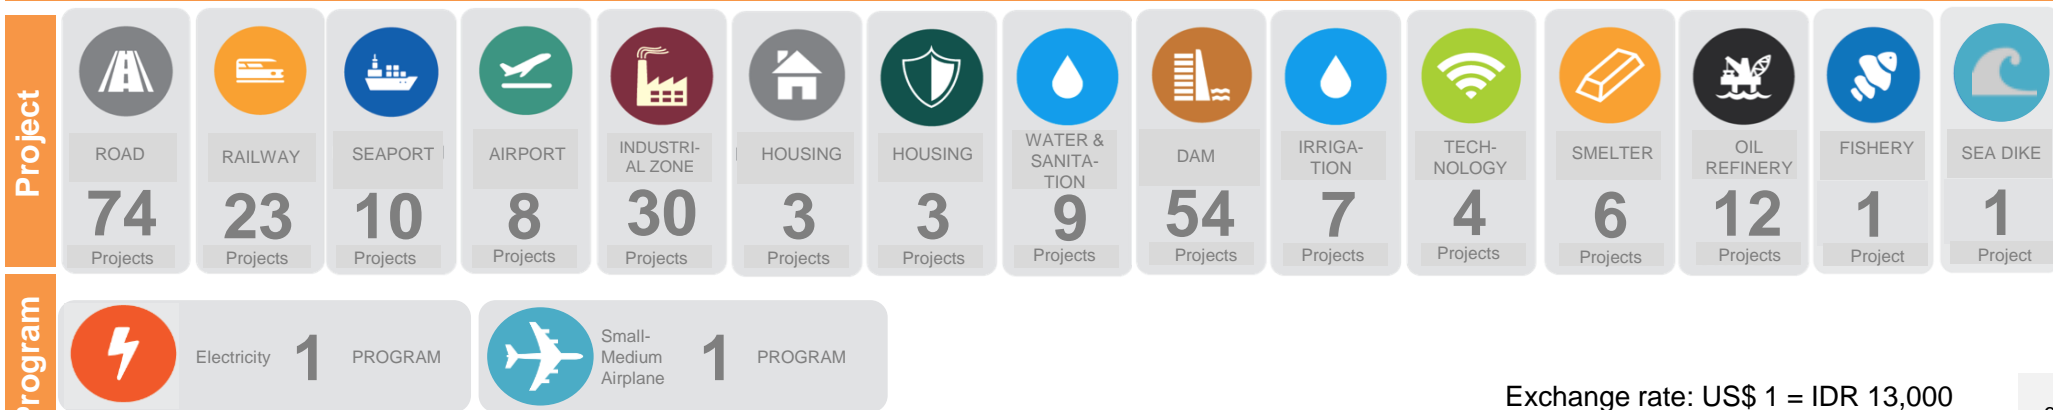 Project
ROAD
74
Projects
RAILWAY
23
Projects
SEAPORT
10
Projects
AIRPORT
8
Projects
INDUSTRI-
AL ZONE
30
Projects
HOUSING
3
Projects
HOUSING
3
Projects
WATER &
SANITA-
TION
9
Projects
DAM
54
Projects
IRRIGA-
TION
7
Projects
TECH-
NOLOGY
4
Projects
SMELTER
6
Projects
OIL
REFINERY
12
Projects
FISHERY
1
Project
SEA DIKE
1
Project
Program
Electricity 1 PROGRAM
Small-
Medium
Airplane
1 PROGRAM
Exchange rate: US$ 1 = IDR 13,000